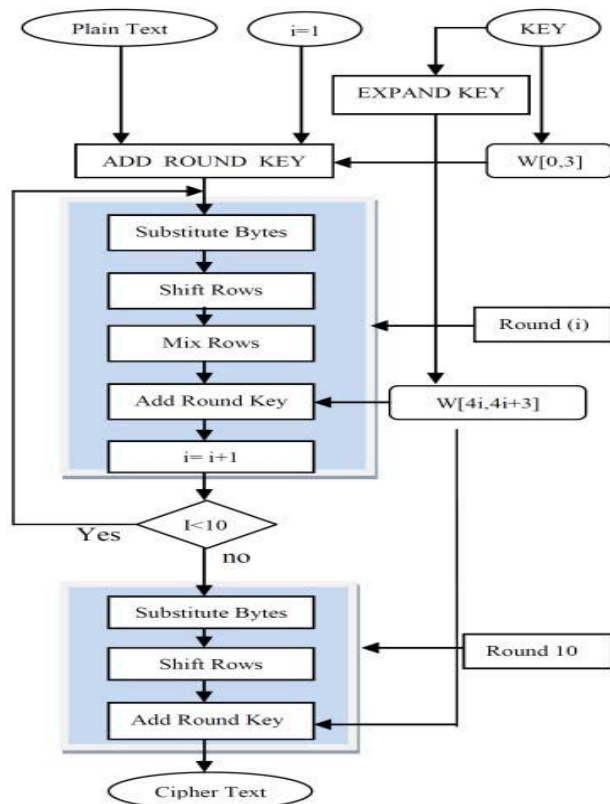 Plain Text
i=1
KEY
EXPAND KEY
ADD ROUND KEY
W[0,3]
Substitute Bytes
Shift Rows
Round (i)
Mix Rows
Add Round Key
W[4i,4i+3]
i= i+1
I<10
Yes
no
Substitute Bytes
Shift Rows
Round 10
Add Round Key
Cipher Text